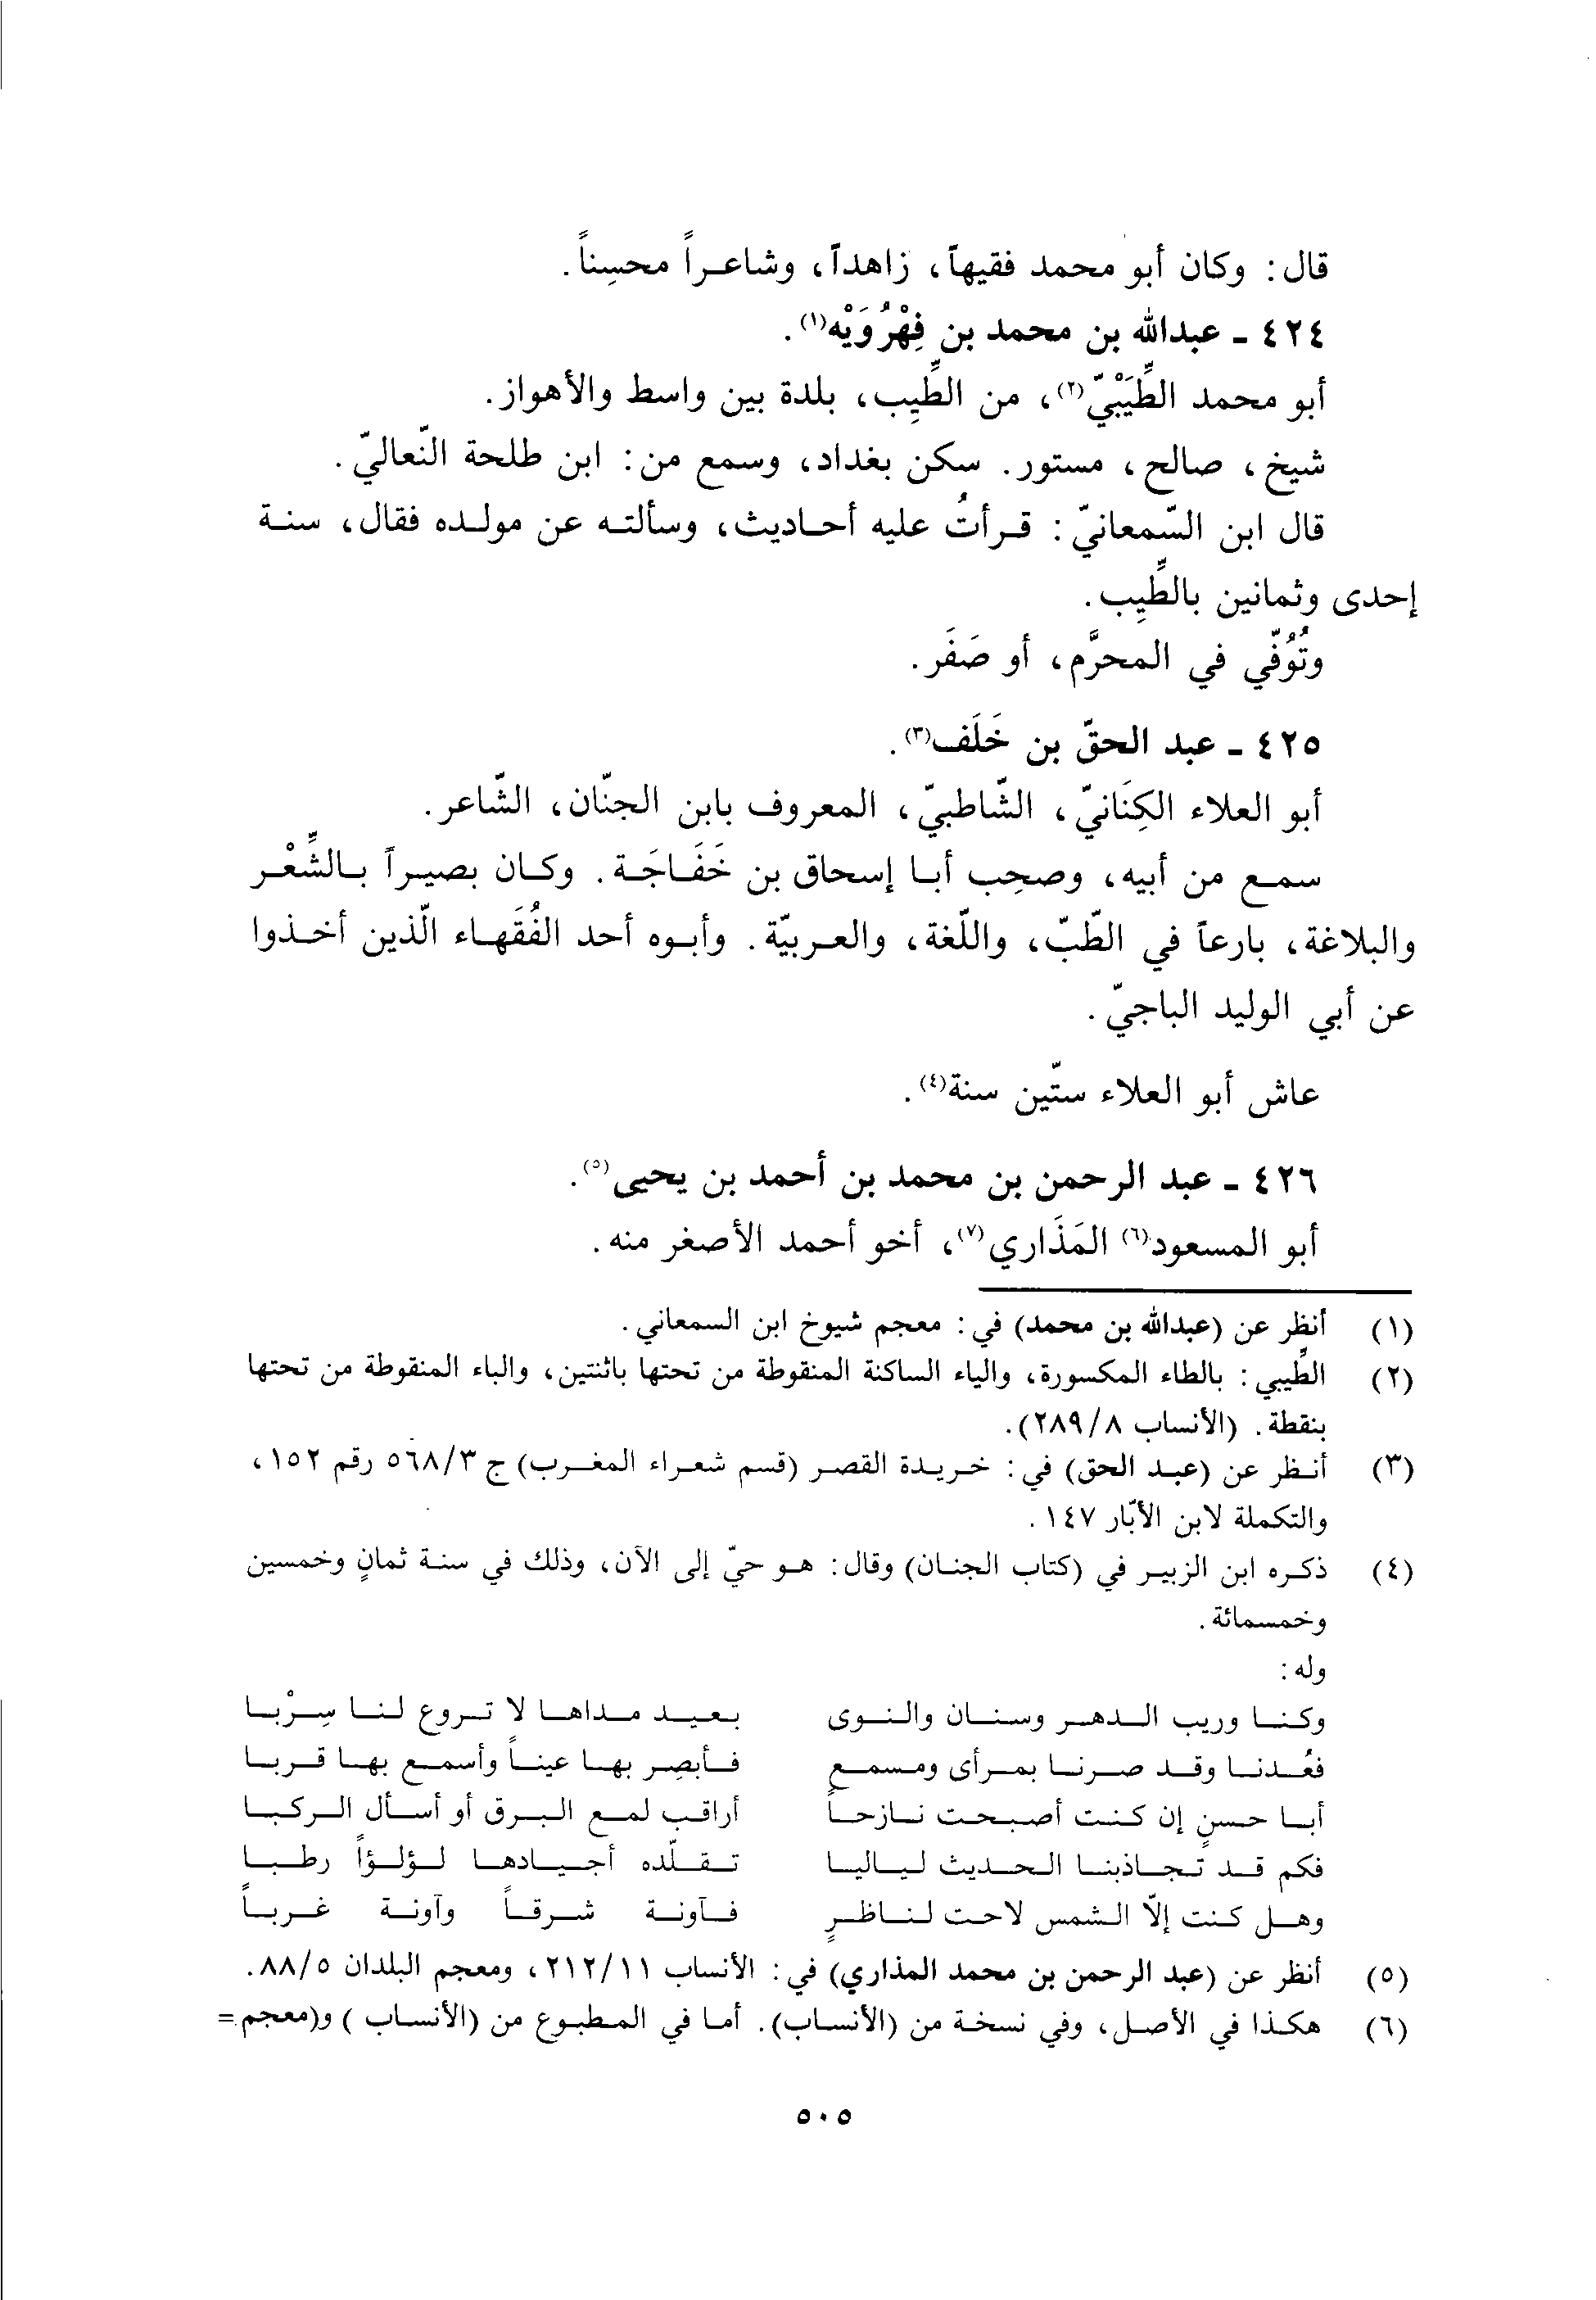 قال: وكان أبو محمد فقيهاً، زاهداً، وشاعراً محسِناً.
٤٢٤ ـ عبدالله بن محمد بن فِهْرُوَيْه(١).
أبو محمد الطِّيَبْيّ(٢)، من الطِّيِب، بلدة بين واسط والأهواز.
شيخ، صالح، مستور. سكن بغداد، وسمع من: ابن طلحة النّعاليّ.
قال ابن السّمعانيّ: قرأتُ عليه أحاديث، وسألته عن مولده فقال، سنة
إحدى وثمانين بالطِّيِب.
وتُوُفّي في المحرَّم، أو صَفَر.
٤٢٥ ـ عبد الحقّ بن خَلَف(٣).
أبو العلاء الكِنَانيّ، الشّاطبيّ، المعروف بابن الجنّان، الشّاعر.
سمع من أبيه، وصحِب أبا إسحاق بن خَفَاجَة. وكان بصيراً بالشِّعْر
والبلاغة، بارعاً في الطّبّ، واللّغة، والعربيّة. وأبوه أحد الفُقَهاء الّذين أخذوا
عن أبي الوليد الباجيّ.
عاش أبو العلاء ستّين سنة(٤).
٤٢٦ ـ عبد الرحمن بن محمد بن أحمد بن يحيى(٥).
أبو المسعود(٦) المَذَاري(٧)، أخو أحمد الأصغر منه.
(١) أنظر عن (عبدالله بن محمد) في: معجم شيوخ ابن السمعاني.
(٢) الطِّيبي: بالطاء المكسورة، والياء الساكنة المنقوطة من تحتها باثنتين، والباء المنقوطة من تحتها
بنقطة. (الأنساب ٢٨٩/٨).
(٣) أنظر عن (عبد الحق) في: خريدة القصر (قسم شعراء المغرب) ج ٥٦٨/٣ رقم ١٥٢،
والتكملة لابن الأبّار ١٤٧.
(٤) ذكره ابن الزبير في (كتاب الجنان) وقال: هو حيّ إلى الآن، وذلك في سنة ثمانٍ وخمسين
وخمسمائة.
وله:
وكنا وريب الدهر وسنان والنوى بعيد مداها لا تروع لنا سِرْبا
فعُدنا وقد صرنا بمرأى ومسمعٍ فأبصِر بها عيناً وأسمع بها قربا
أبا حسنٍ إن كنت أصبحت نازحاً أراقب لمع البرق أو أسأل الركبا
فكم قد تجاذبنا الحديث لياليا تقلّده أجيادها لؤلؤاً رطبا
وهل كنت إلاّ الشمس لاحت لناظرٍ فآونة شرقاً وآونة غرباً
(٥) أنظر عن (عبد الرحمن بن محمد المذاري) في: الأنساب ٢١٢/١١، ومعجم البلدان ٨٨/٥.
(٦) هكذا في الأصل، وفي نسخة من (الأنساب). أما في المطبوع من (الأنساب) و(معجم =
٥٠٥